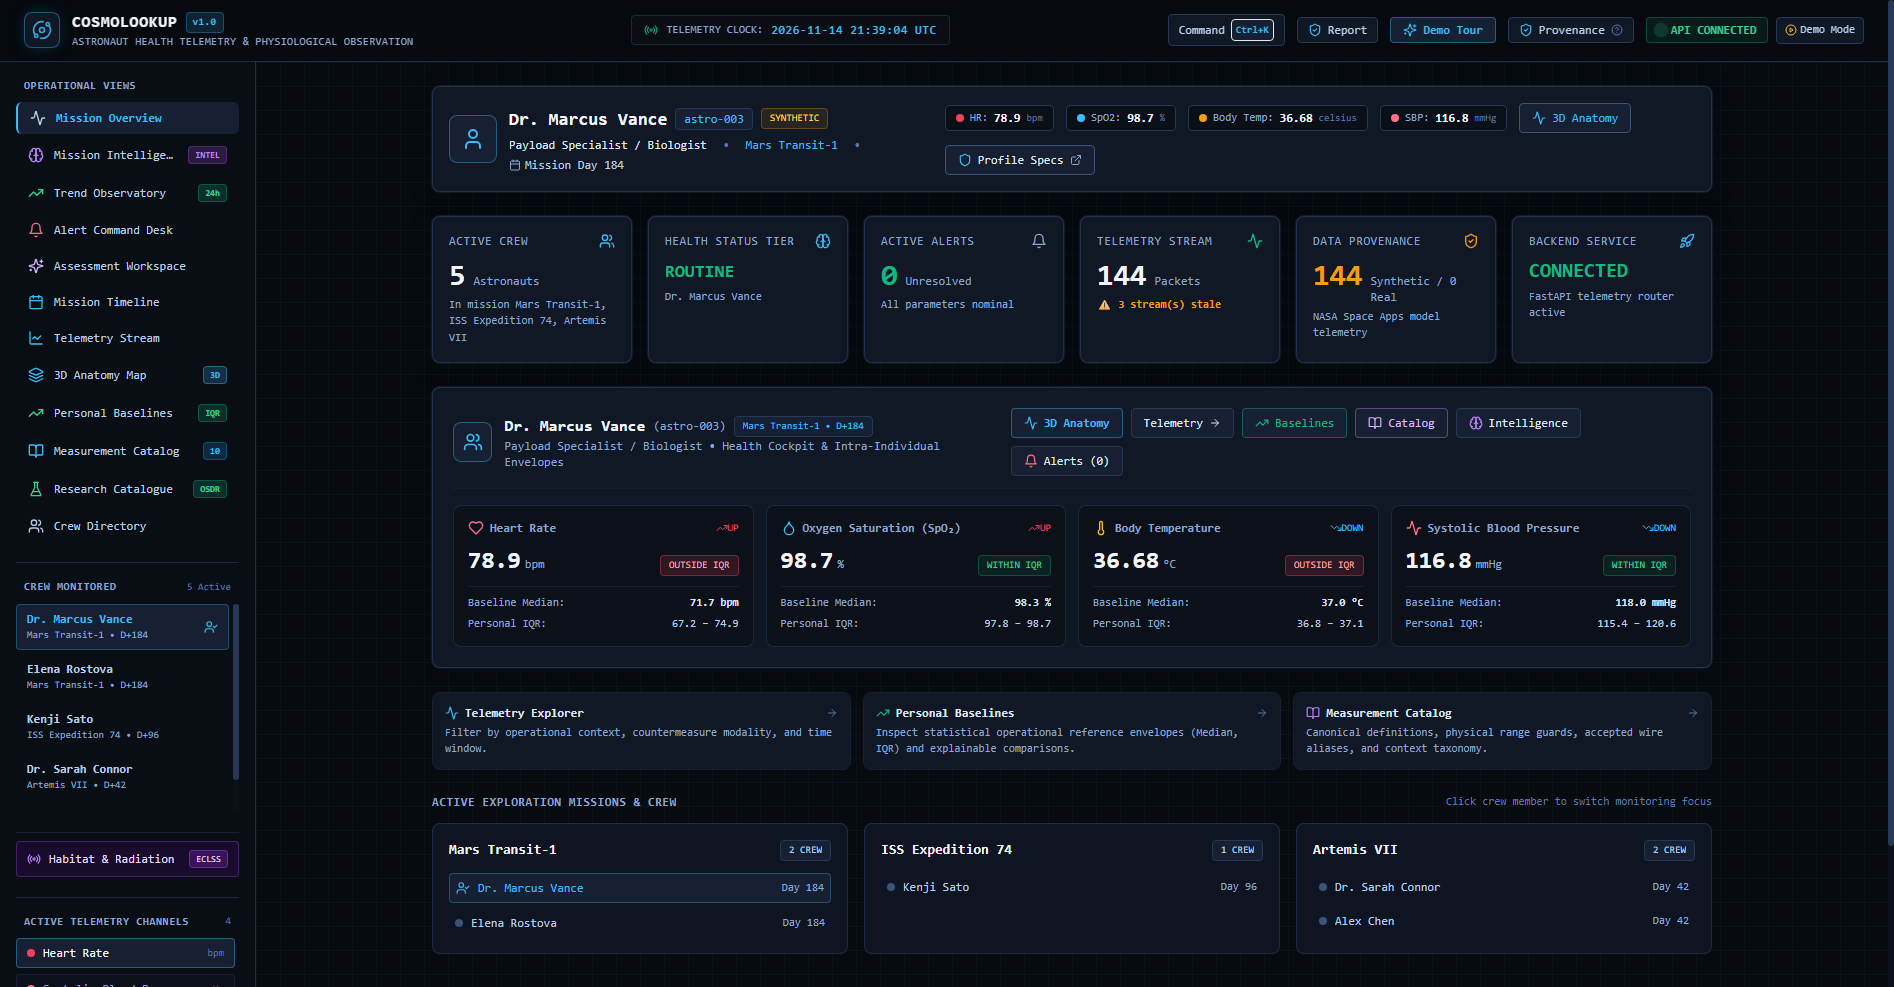 COSMOLOOKUP v1.0
ASTRONAUT HEALTH TELEMETRY & PHYSIOLOGICAL OBSERVATION
TELEMETRY CLOCK: 2026-11-14 21:39:04 UTC
Command Ctrl+K
Report
Demo Tour
Provenance
API CONNECTED
Demo Mode
OPERATIONAL VIEWS
Mission Overview
Mission Intellige… INTEL
Trend Observatory 24h
Alert Command Desk
Assessment Workspace
Mission Timeline
Telemetry Stream
3D Anatomy Map 3D
Personal Baselines IQR
Measurement Catalog 10
Research Catalogue OSDR
Crew Directory
CREW MONITORED 5 Active
Dr. Marcus Vance
Mars Transit-1 • D+184
Elena Rostova
Mars Transit-1 • D+184
Kenji Sato
ISS Expedition 74 • D+96
Dr. Sarah Connor
Artemis VII • D+42
Habitat & Radiation ECLSS
ACTIVE TELEMETRY CHANNELS 4
Heart Rate bpm
Dr. Marcus Vance astro-003 SYNTHETIC
Payload Specialist / Biologist • Mars Transit-1 •
Mission Day 184
HR: 78.9 bpm
SpO2: 98.7 %
Body Temp: 36.68 celsius
SBP: 116.8 mmHg
3D Anatomy
Profile Specs
ACTIVE CREW
5 Astronauts
In mission Mars Transit-1,
ISS Expedition 74, Artemis
VII
HEALTH STATUS TIER
ROUTINE
Dr. Marcus Vance
ACTIVE ALERTS
0 Unresolved
All parameters nominal
TELEMETRY STREAM
144 Packets
3 stream(s) stale
DATA PROVENANCE
144 Synthetic / 0
Real
NASA Space Apps model
telemetry
BACKEND SERVICE
CONNECTED
FastAPI telemetry router
active
Dr. Marcus Vance (astro-003) Mars Transit-1 • D+184
Payload Specialist / Biologist • Health Cockpit & Intra-Individual
Envelopes
3D Anatomy
Telemetry →
Baselines
Catalog
Intelligence
Alerts (0)
Heart Rate UP
78.9 bpm OUTSIDE IQR
Baseline Median: 71.7 bpm
Personal IQR: 67.2 – 74.9
Oxygen Saturation (SpO₂) UP
98.7 % WITHIN IQR
Baseline Median: 98.3 %
Personal IQR: 97.8 – 98.7
Body Temperature DOWN
36.68 °C OUTSIDE IQR
Baseline Median: 37.0 °C
Personal IQR: 36.8 – 37.1
Systolic Blood Pressure DOWN
116.8 mmHg WITHIN IQR
Baseline Median: 118.0 mmHg
Personal IQR: 115.4 – 120.6
Telemetry Explorer →
Filter by operational context, countermeasure modality, and time
window.
Personal Baselines →
Inspect statistical operational reference envelopes (Median,
IQR) and explainable comparisons.
Measurement Catalog →
Canonical definitions, physical range guards, accepted wire
aliases, and context taxonomy.
ACTIVE EXPLORATION MISSIONS & CREW
Click crew member to switch monitoring focus
Mars Transit-1 2 CREW
Dr. Marcus Vance Day 184
Elena Rostova Day 184
ISS Expedition 74 1 CREW
Kenji Sato Day 96
Artemis VII 2 CREW
Dr. Sarah Connor Day 42
Alex Chen Day 42